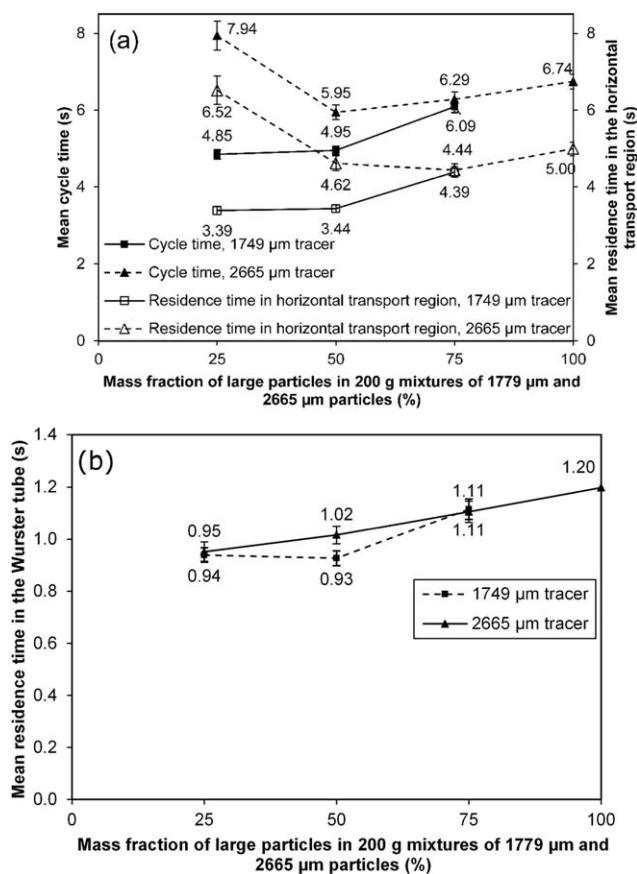 (a)
8
6
4
2
0
Mean cycle time (s)
7.94
5.95
6.29
6.74
6.52
4.85
4.95
6.09
4.44
4.62
4.39
5.00
3.39
3.44
Cycle time, 1749 µm tracer
Cycle time, 2665 µm tracer
Residence time in horizontal transport region, 1749 µm tracer
Residence time in horizontal transport region, 2665 µm tracer
8
6
4
2
0
Mean residence time in the horizontal
transport region (s)
0 25 50 75 100
Mass fraction of large particles in 200 g mixtures of 1779 µm and
2665 µm particles (%)
(b)
1.4
1.2
1.0
0.8
0.6
0.4
0.2
0.0
Mean residence time in the Wurster tube (s)
1.20
1.11
1.02
0.95
1.11
0.94
0.93
1749 µm tracer
2665 µm tracer
0 25 50 75 100
Mass fraction of large particles in 200 g mixtures of 1779 µm and
2665 µm particles (%)